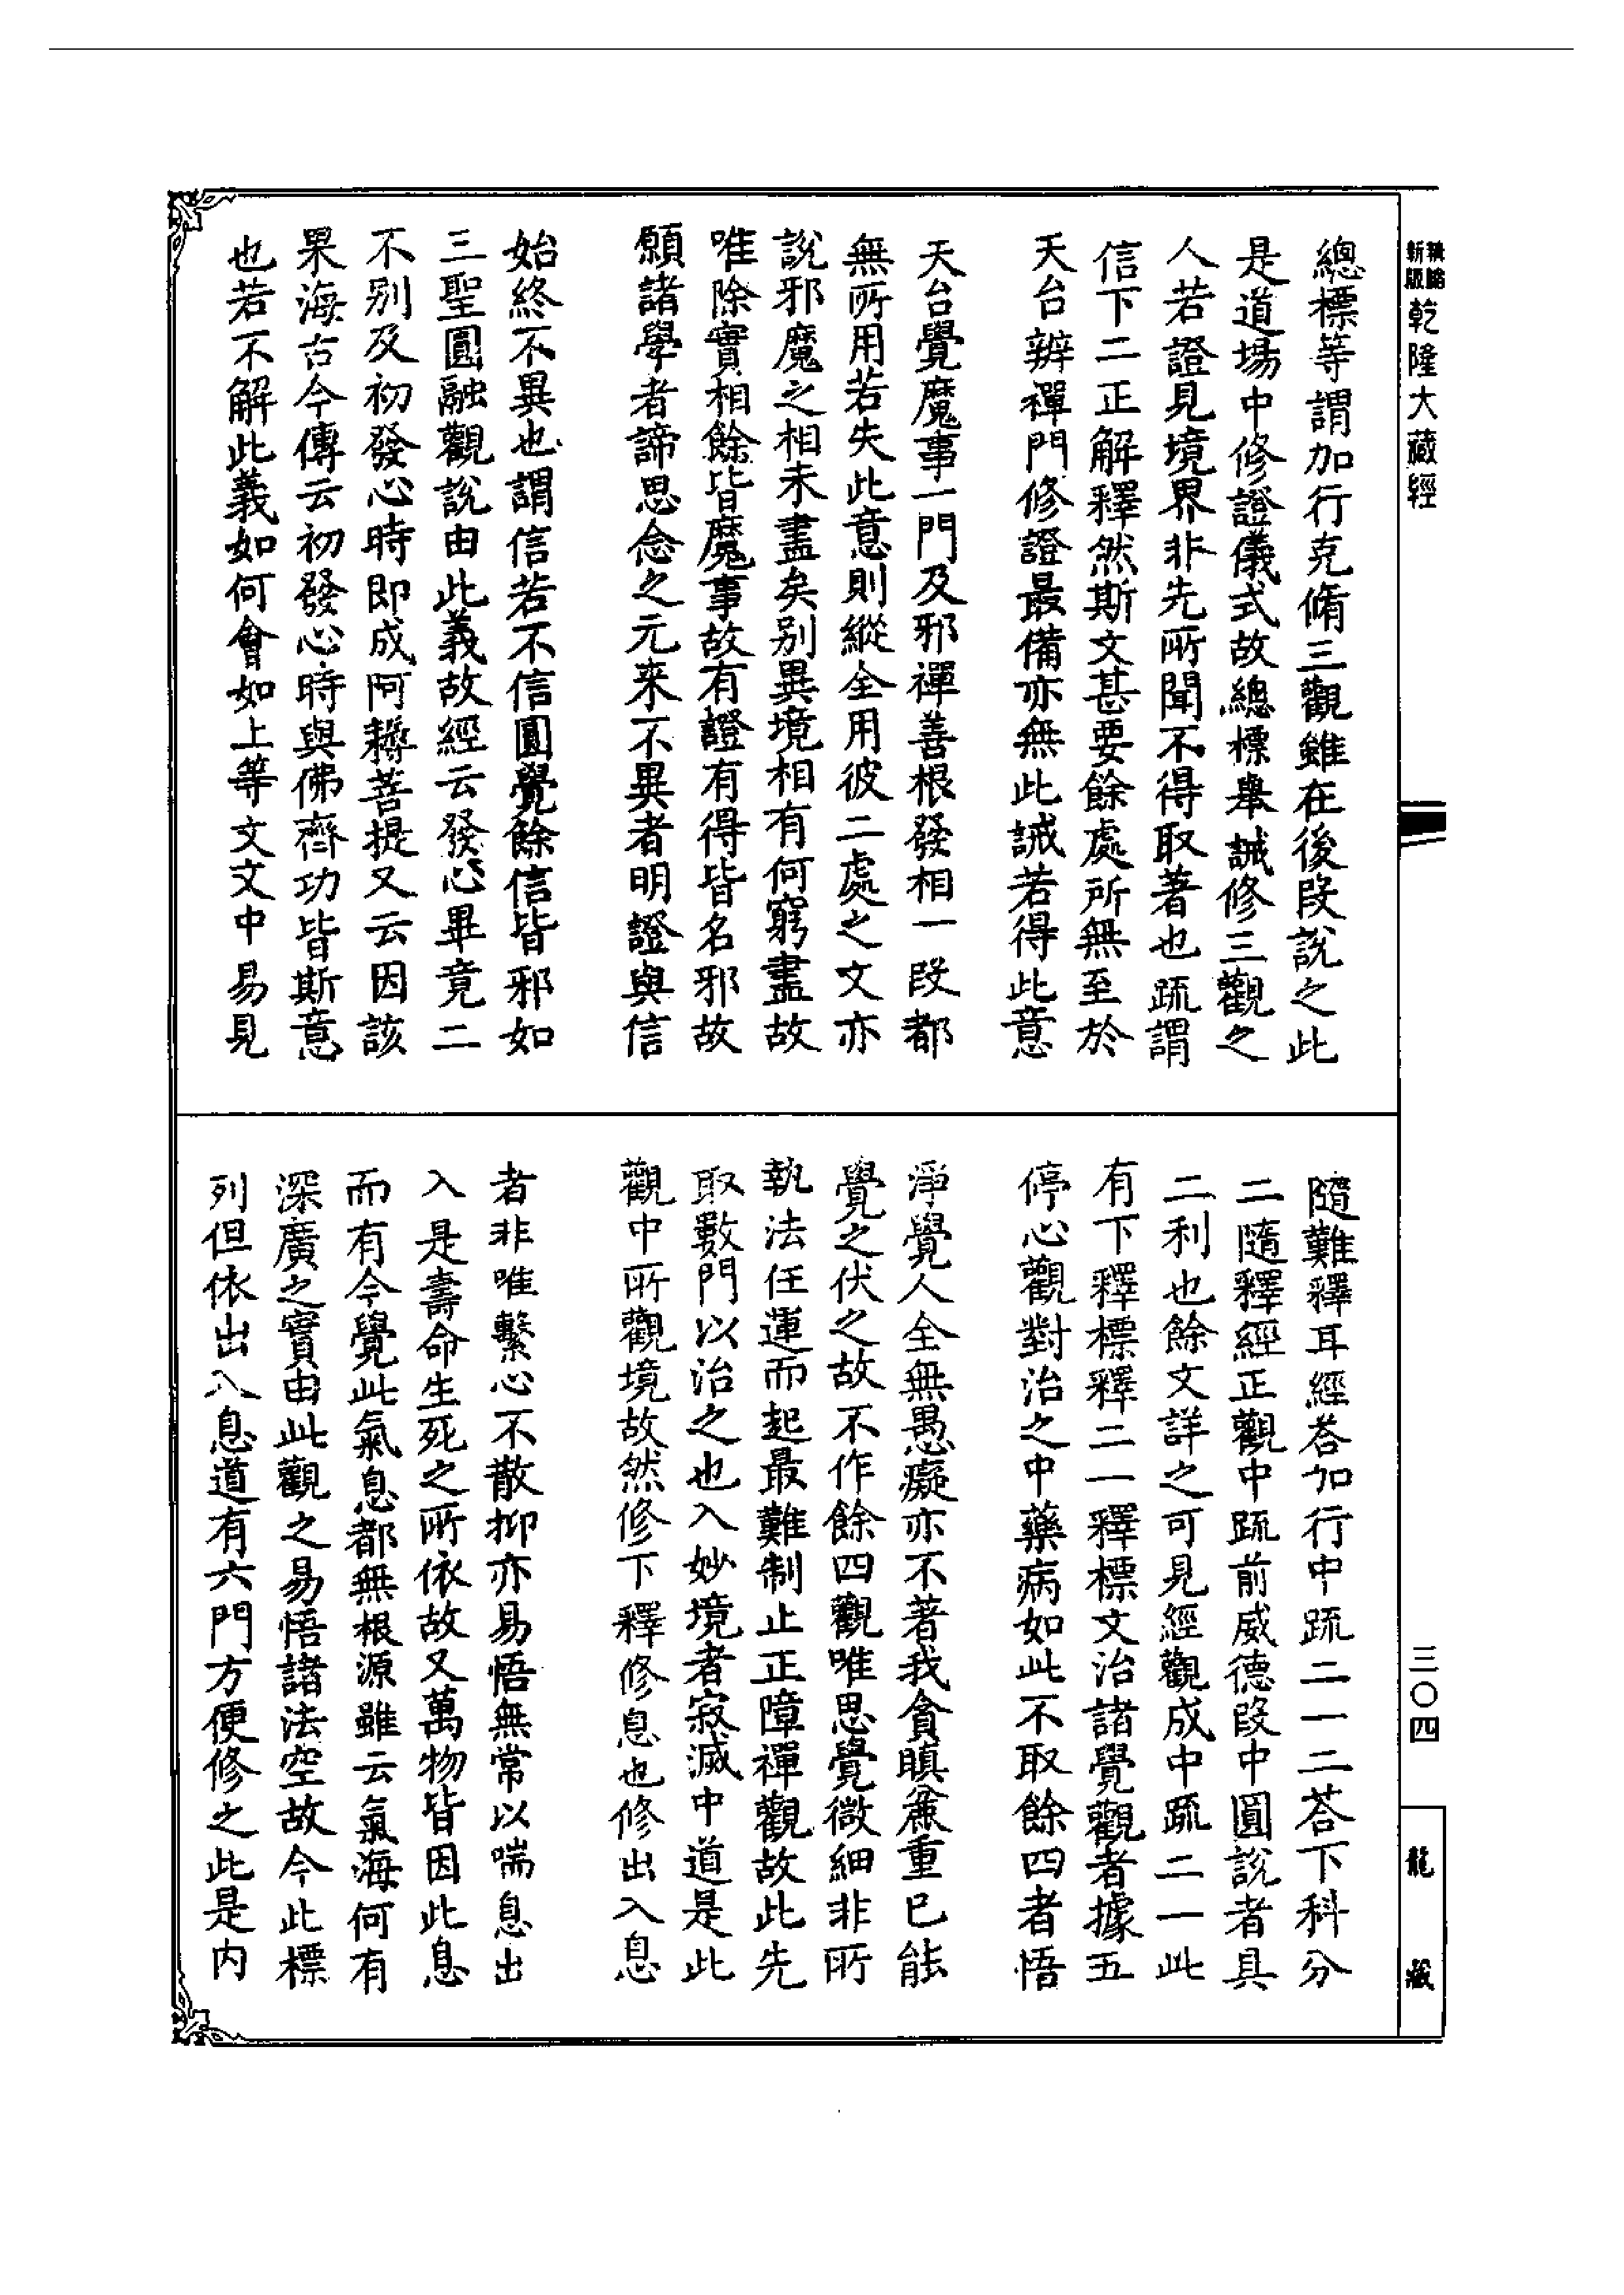 新版
乾隆大藏經
總標等謂加行克脩三觀雖在後段說之此
是道場中修證儀式故總標舉誡修三觀之
人若證見境界非先所聞不得取著也疏謂
信下二正解釋然斯文甚要餘處所無至於
天台辨禪門修證最備亦無此誡若得此意
天台覺魔事一門及邪禪善根發相一段都
無所用若失此意則縱全用彼二處之文亦
說邪魔之相未盡矣別異境相有何窮盡故
唯除實相餘皆魔事故有證有得皆名邪故
願諸學者諦思念之元來不異者明證與信
始終不異也謂信若不信圓覺餘信皆邪如
三聖圓融觀說由此義故經云發心畢竟二
不別及初發心時即成阿耨菩提又云因該
果海古今傳云初發心時與佛齊功皆斯意
也若不解此義如何會如上等文文中易見
隨難釋耳經荅加行中疏二一二荅下科分
二隨釋經正觀中疏前威德段中圓說者具
二利也餘文詳之可見經觀成中疏二一此
有下釋標釋二一釋標文治諸覺觀者據五
停心觀對治之中藥病如此不取餘四者悟
淨覺人全無愚癡亦不著我貪瞋麄重已能
覺之伏之故不作餘四觀唯思覺微細非所
執法任運而起最難制止正障禪觀故此先
取數門以治之也入妙境者寂滅中道是此
觀中所觀境故然修下釋修息也修出入息
者非唯繫心不散抑亦易悟無常以喘息出
入是壽命生死之所依故又萬物皆因此息
而有今覺此氣息都無根源雖云氣海何有
深廣之實由此觀之易悟諸法空故今此標
列但依出入息道有六門方便修之此是內
三〇四
龍藏